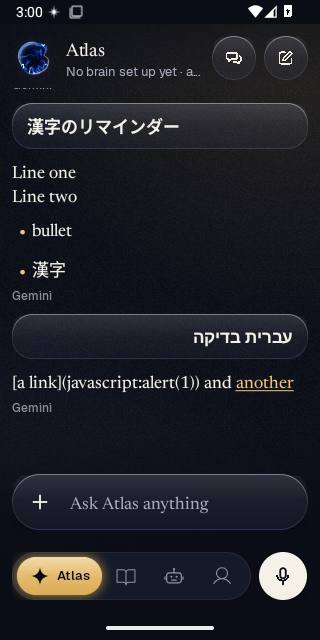 3:00
Atlas
No brain set up yet · a...
漢字のリマインダー
Line one
Line two
• bullet
• 漢字
Gemini
עברית בדיקה
[a link](javascript:alert(1)) and another
Gemini
Ask Atlas anything
Atlas